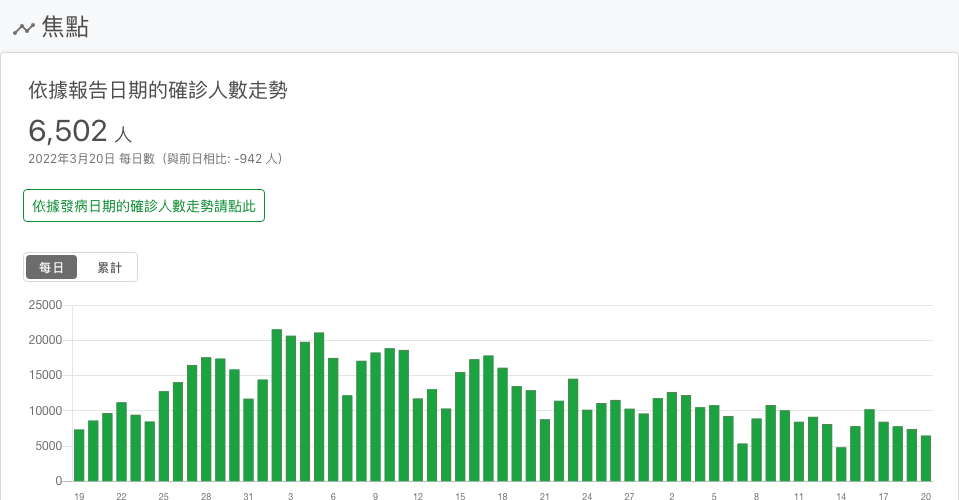 焦點
依據報告日期的確診人數走勢
6,502 人
2022年3月20日 每日數（與前日相比: -942 人）
依據發病日期的確診人數走勢請點此
每日 累計
25000
20000
15000
10000
5000
0
19 22 25 28 31 3 6 9 12 15 18 21 24 27 2 5 8 11 14 17 20